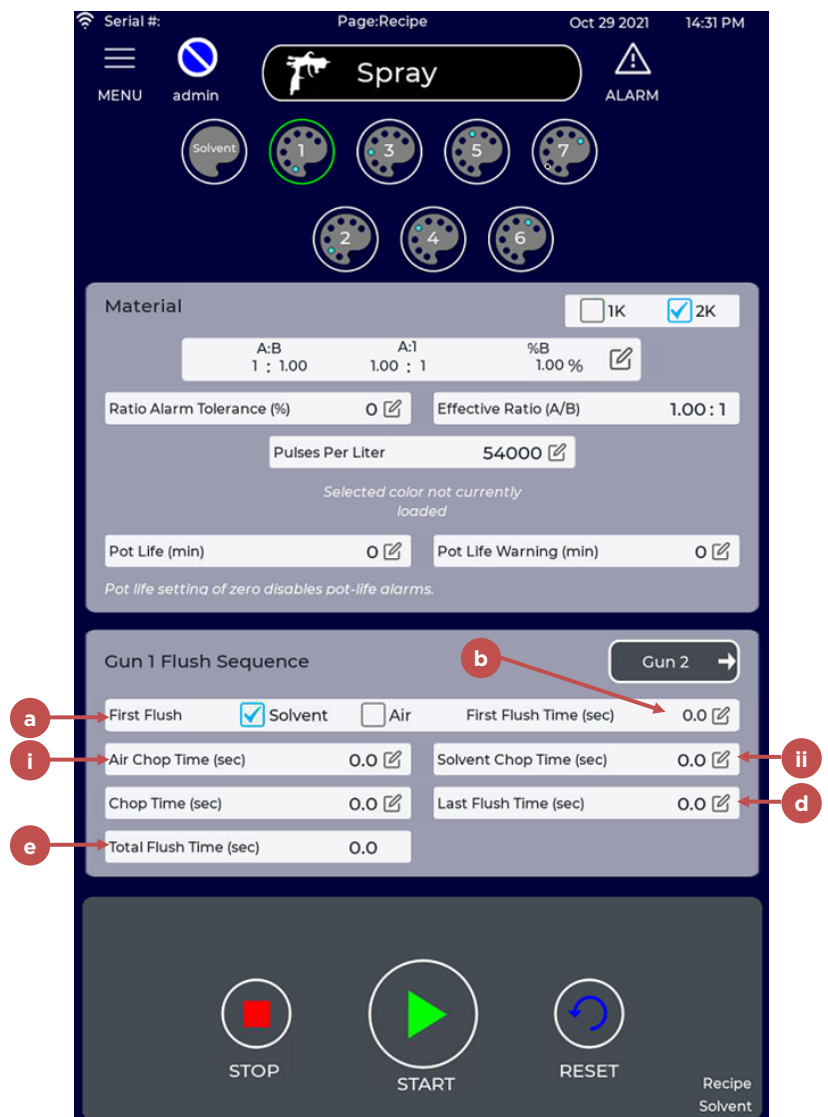 Serial #: Page:Recipe Oct 29 2021 14:31 PM
MENU admin Spray ALARM
Solvent 1 3 5 7
2 4 6
Material 1K 2K
A:B A:1 %B
1 : 1.00 1.00 : 1 1.00 %
Ratio Alarm Tolerance (%) 0 Effective Ratio (A/B) 1.00 : 1
Pulses Per Liter 54000
Selected color not currently
loaded
Pot Life (min) 0 Pot Life Warning (min) 0
Pot life setting of zero disables pot-life alarms.
b
Gun 1 Flush Sequence Gun 2
a First Flush Solvent Air First Flush Time (sec) 0.0
i Air Chop Time (sec) 0.0 Solvent Chop Time (sec) 0.0 ii
Chop Time (sec) 0.0 Last Flush Time (sec) 0.0 d
e Total Flush Time (sec) 0.0
STOP START RESET
Recipe
Solvent